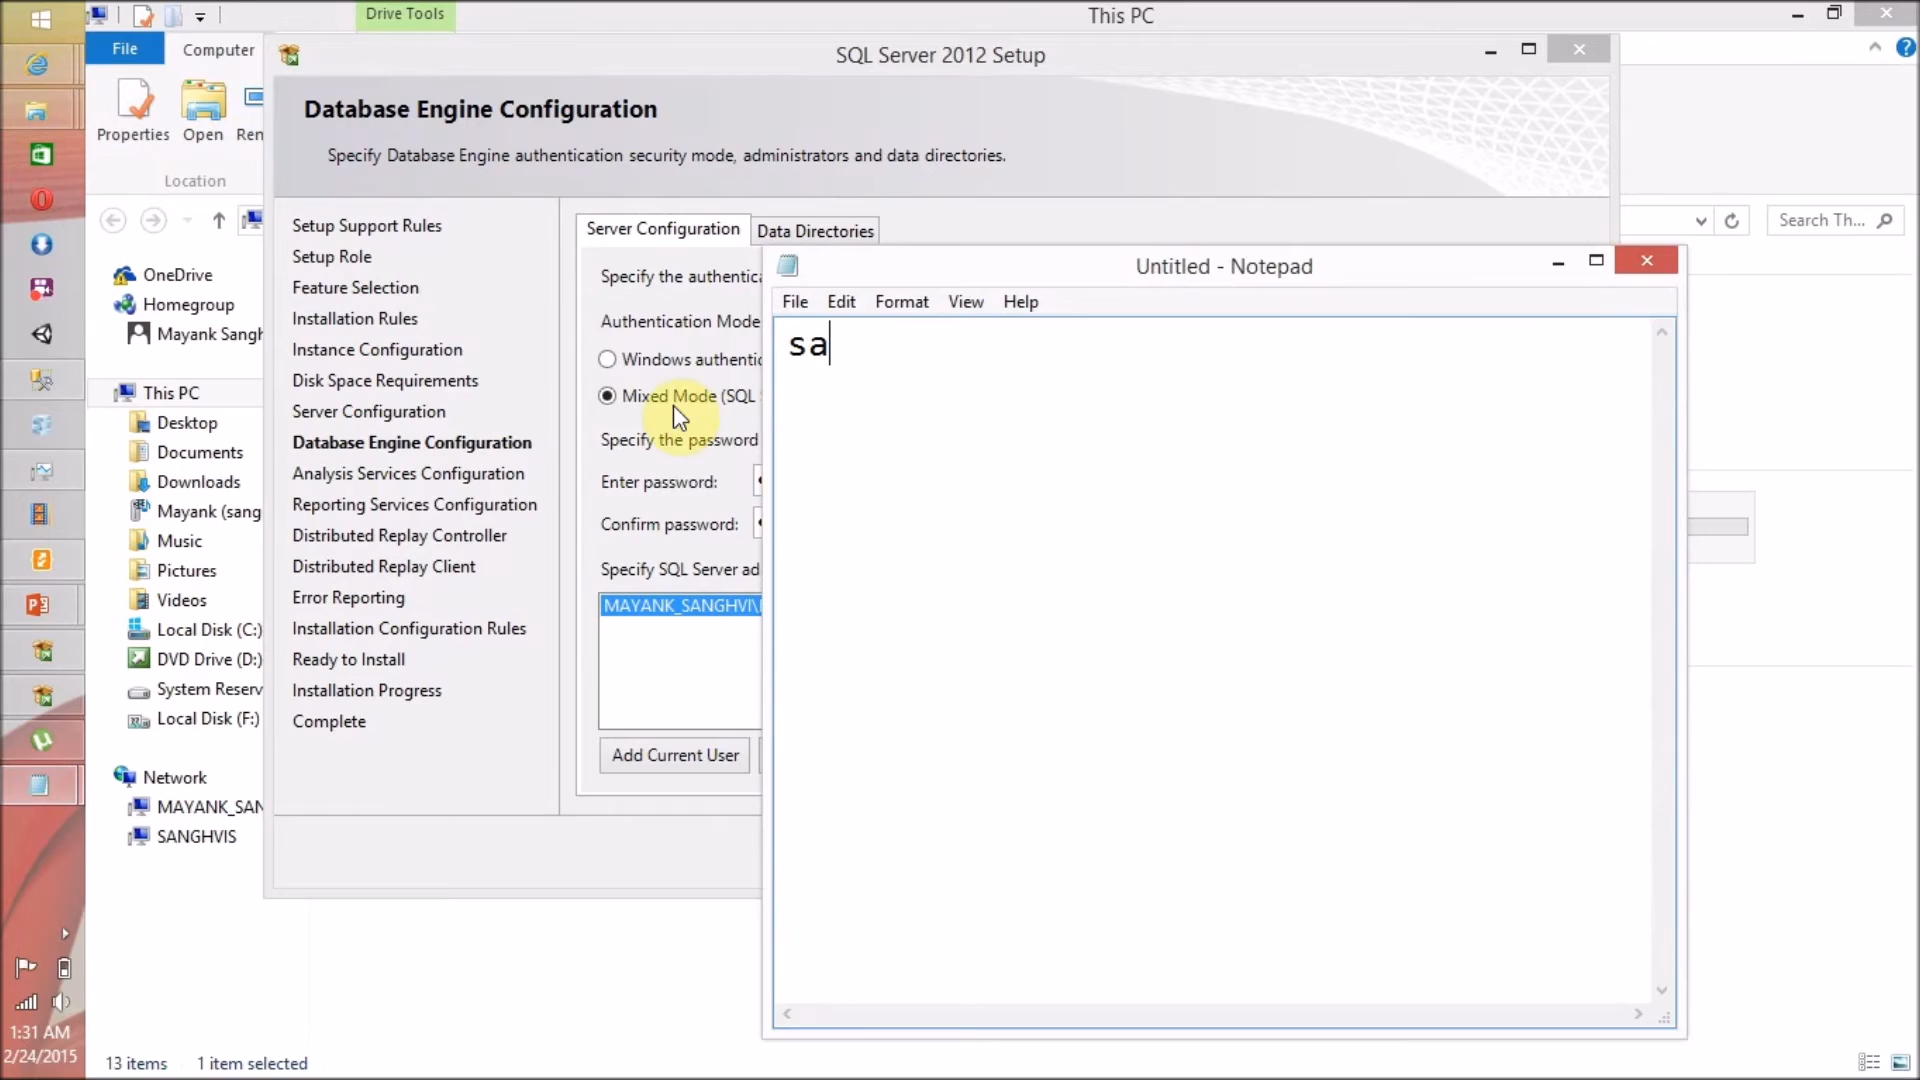 Drive Tools
This PC
File
Computer
SQL Server 2012 Setup
Database Engine Configuration
Specify Database Engine authentication security mode, administrators and data directories.
Properties
Open
Ren
Location
Search Th...
OneDrive
Homegroup
Mayank Sangh
This PC
Desktop
Documents
Downloads
Mayank (sang
Music
Pictures
Videos
Local Disk (C:)
DVD Drive (D:)
System Reserv
Local Disk (F:)
Network
MAYANK_SAN
SANGHVIS
Setup Support Rules
Setup Role
Feature Selection
Installation Rules
Instance Configuration
Disk Space Requirements
Server Configuration
Database Engine Configuration
Analysis Services Configuration
Reporting Services Configuration
Distributed Replay Controller
Distributed Replay Client
Error Reporting
Installation Configuration Rules
Ready to Install
Installation Progress
Complete
Server Configuration
Data Directories
Specify the authentica
Authentication Mode
Windows authentic
Mixed Mode (SQL
Specify the password
Enter password:
Confirm password:
Specify SQL Server ad
MAYANK_SANGHVI\
Add Current User
Untitled - Notepad
File Edit Format View Help
sa
1:31 AM
2/24/2015
13 items
1 item selected